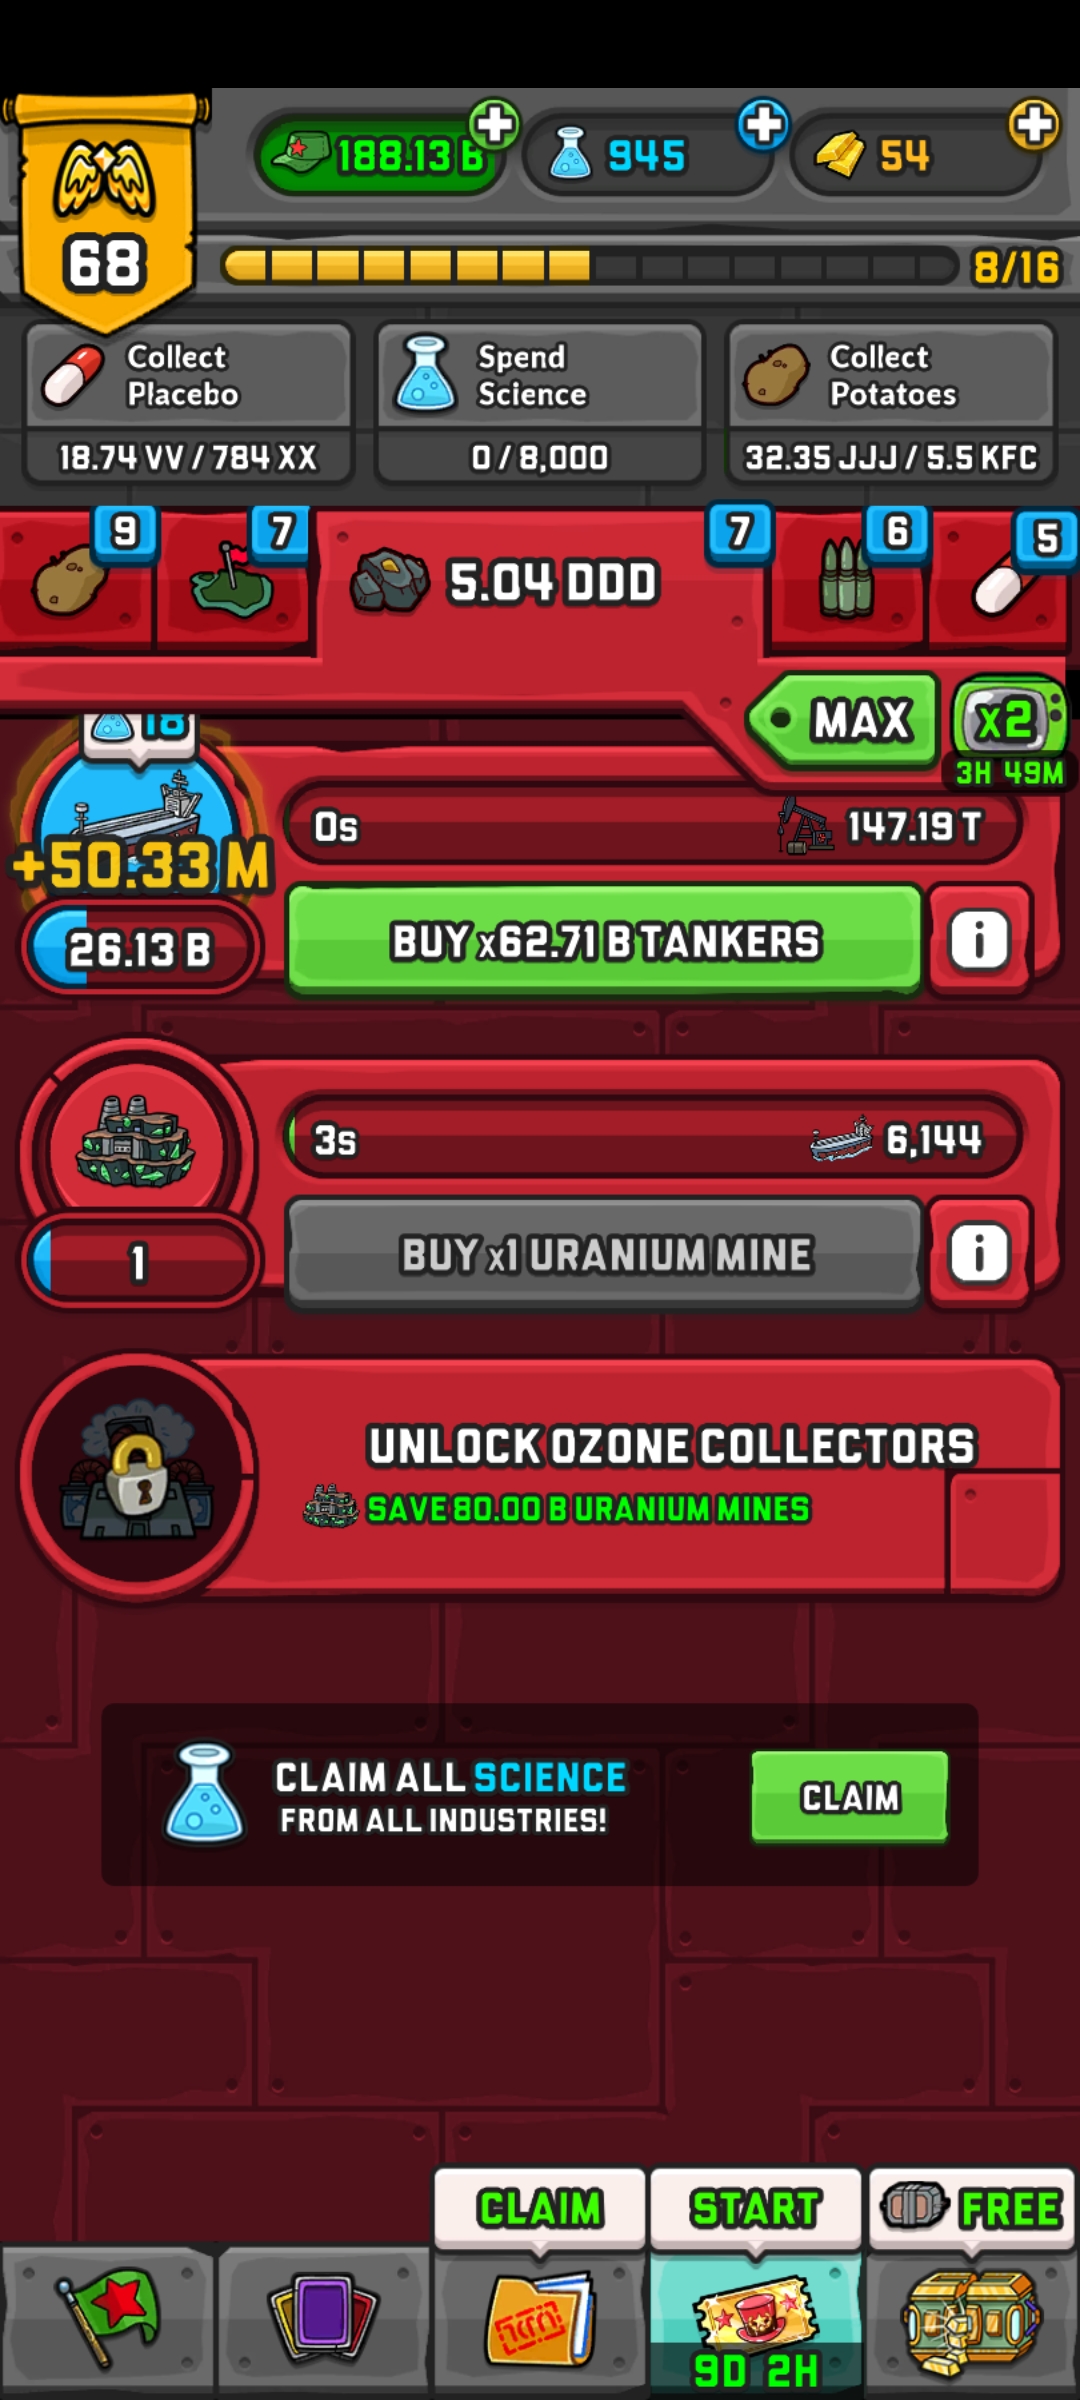 188.13 B
945
54
68
8/16
Collect
Placebo
18.74 VV / 784 XX
Spend
Science
0 / 8,000
Collect
Potatoes
32.35 JJJ / 5.5 KFC
9
7
5.04 DDD
7
6
5
MAX
x2
3H 49M
18
0s
147.19 T
+50.33 M
26.13 B
BUY x62.71 B TANKERS
i
3s
6,144
1
BUY x1 URANIUM MINE
i
UNLOCK OZONE COLLECTORS
SAVE 80.00 B URANIUM MINES
CLAIM ALL SCIENCE
FROM ALL INDUSTRIES!
CLAIM
CLAIM
START
FREE
9D 2H